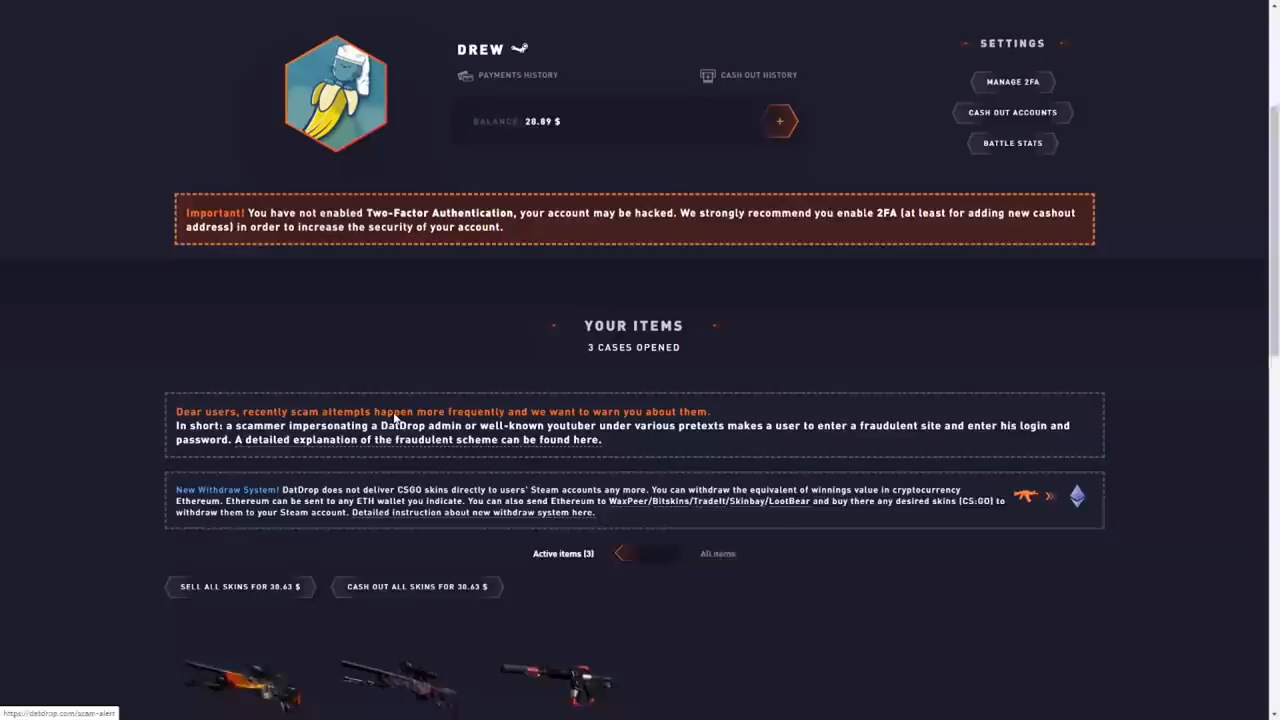 DREW
SETTINGS
PAYMENTS HISTORY
CASH OUT HISTORY
MANAGE 2FA
CASH OUT ACCOUNTS
BALANCE: 28.89 $
+
BATTLE STATS
Important! You have not enabled Two-Factor Authentication, your account may be hacked. We strongly recommend you enable 2FA (at least for adding new cashout
address) in order to increase the security of your account.
YOUR ITEMS
3 CASES OPENED
Dear users, recently scam attempts happen more frequently and we want to warn you about them.
In short: a scammer impersonating a DatDrop admin or well-known youtuber under various pretexts makes a user to enter a fraudulent site and enter his login and
password. A detailed explanation of the fraudulent scheme can be found here.
New Withdraw System! DatDrop does not deliver CSGO skins directly to users' Steam accounts any more. You can withdraw the equivalent of winnings value in cryptocurrency
Ethereum. Ethereum can be sent to any ETH wallet you indicate. You can also send Ethereum to WaxPeer/Bitskins/TradeIt/Skinbay/LootBear and buy there any desired skins (CS:GO) to
withdraw them to your Steam account. Detailed instruction about new withdraw system here.
Active items (3)
All items
SELL ALL SKINS FOR 30.63 $
CASH OUT ALL SKINS FOR 30.63 $
https://datdrop.com/scam-alert